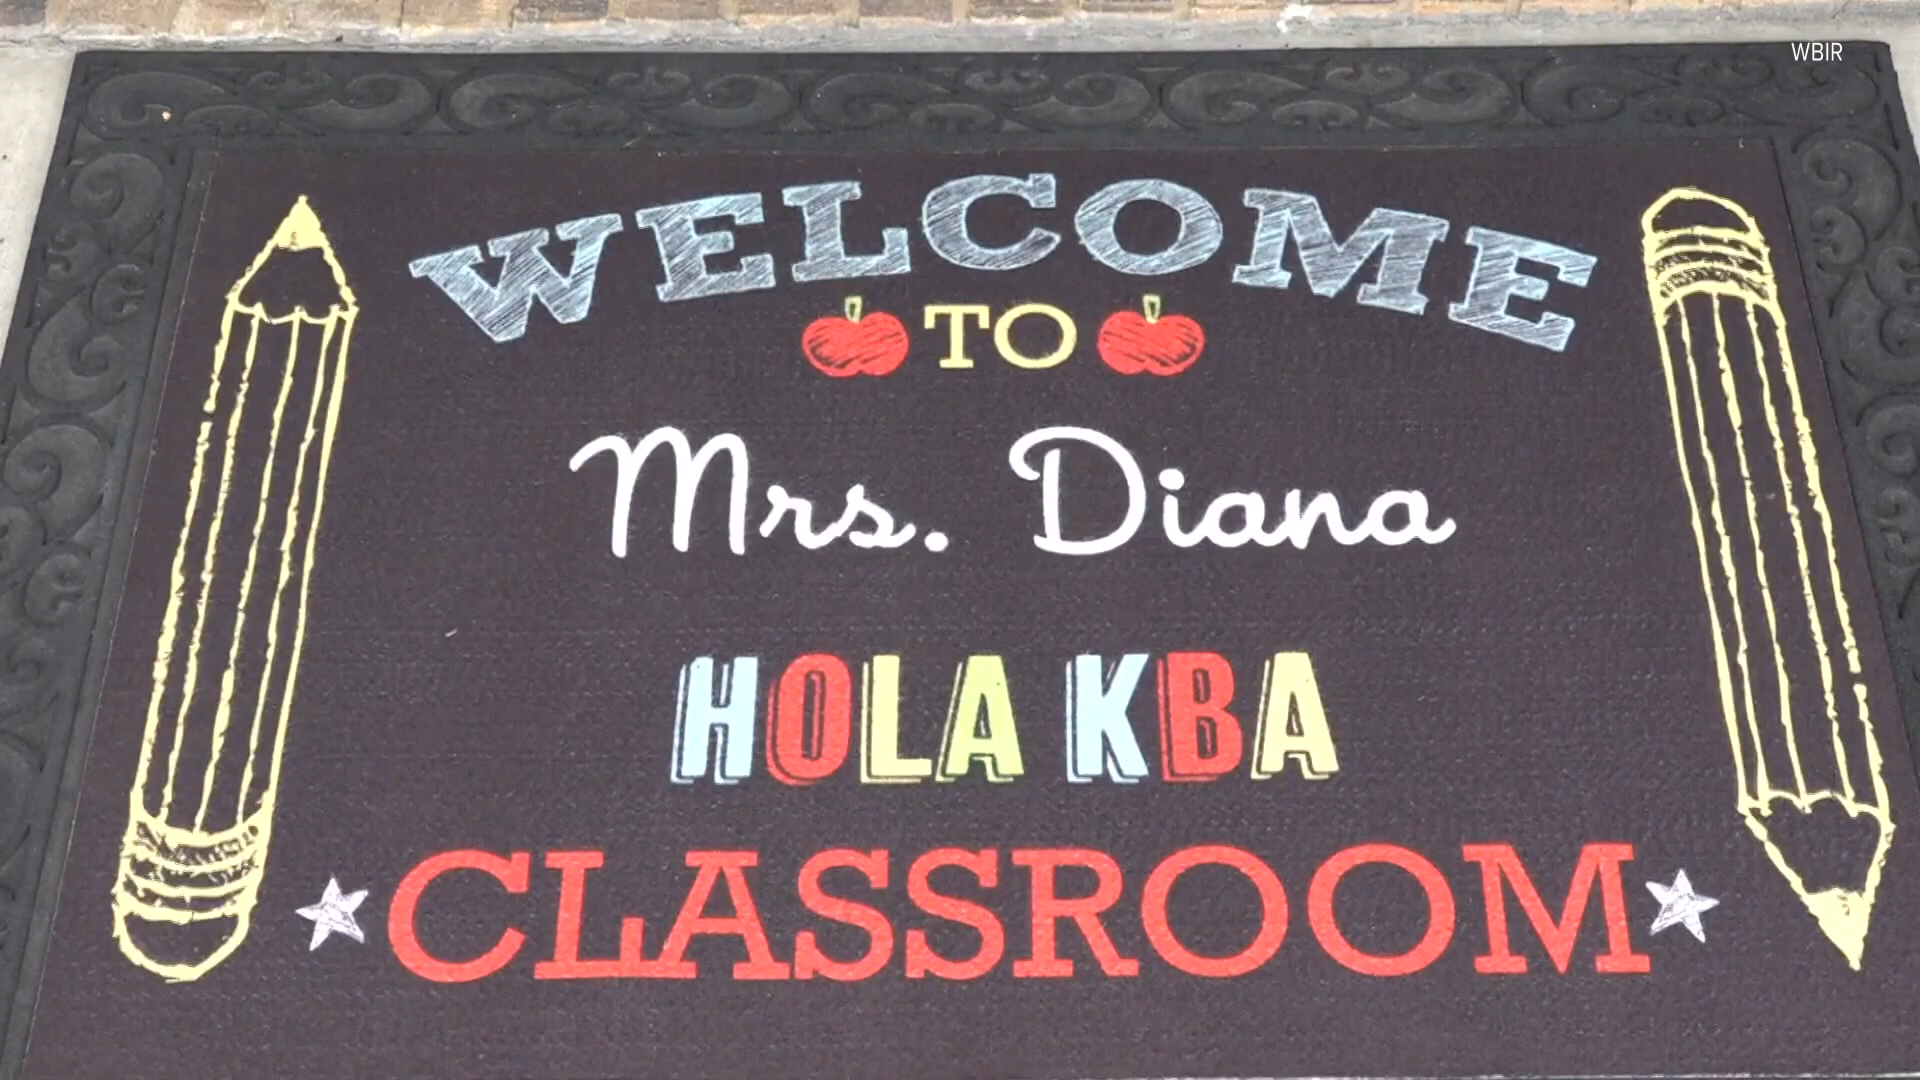 WBIR
WELCOME
TO
Mrs. Diana
HOLA KBA
CLASSROOM